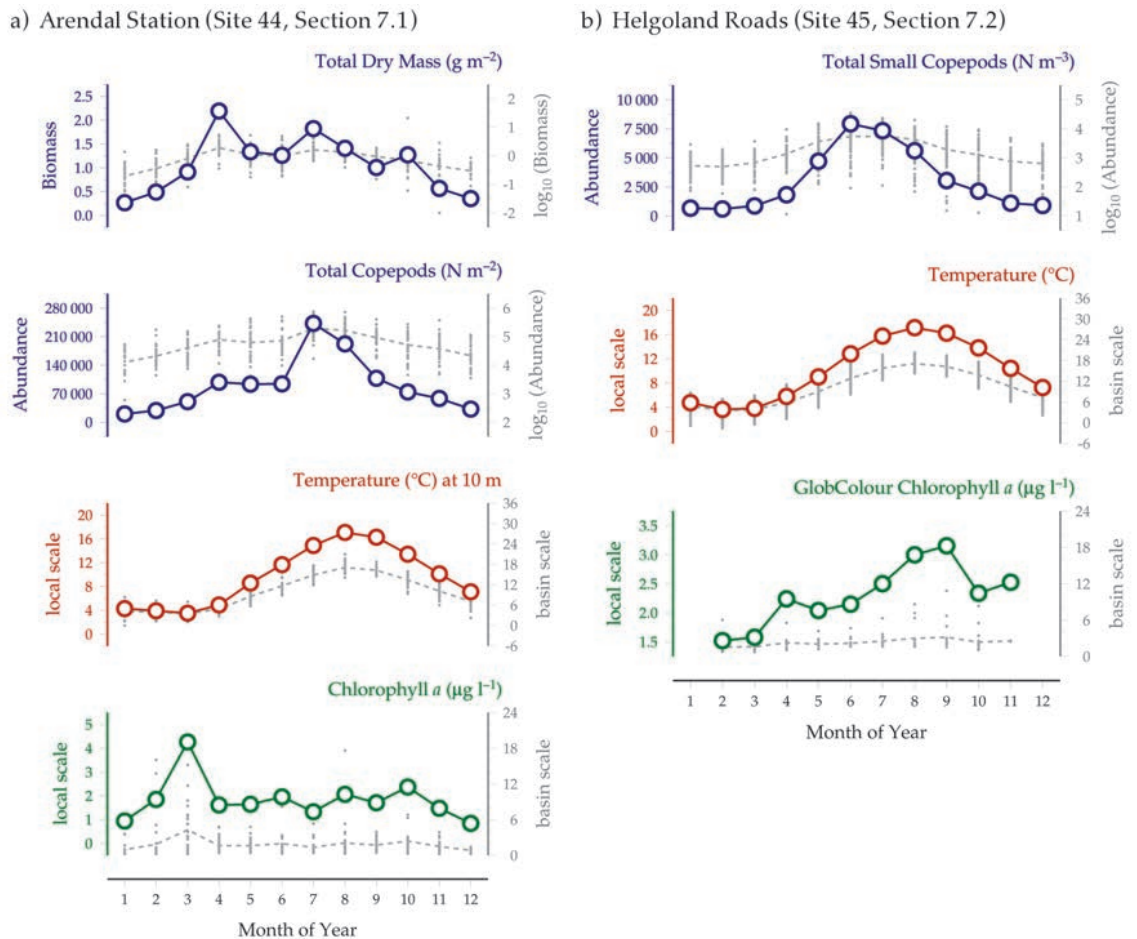 a) Arendal Station (Site 44, Section 7.1)
Total Dry Mass (g m⁻²)
Biomass
2.5
2.0
1.5
1.0
0.5
0.0
2
1
0
-1
-2
log₁₀ (Biomass)
Total Copepods (N m⁻²)
Abundance
280 000
210 000
140 000
70 000
0
6
5
4
3
2
log₁₀ (Abundance)
Temperature (°C) at 10 m
local scale
20
16
12
8
4
0
36
30
24
18
12
6
0
-6
basin scale
Chlorophyll a (µg l⁻¹)
local scale
5
4
3
2
1
0
24
18
12
6
0
basin scale
1 2 3 4 5 6 7 8 9 10 11 12
Month of Year
b) Helgoland Roads (Site 45, Section 7.2)
Total Small Copepods (N m⁻³)
Abundance
10 000
7 500
5 000
2 500
0
5
4
3
2
1
log₁₀ (Abundance)
Temperature (°C)
local scale
20
16
12
8
4
0
36
30
24
18
12
6
0
-6
basin scale
GlobColour Chlorophyll a (µg l⁻¹)
local scale
3.5
3.0
2.5
2.0
1.5
24
18
12
6
0
basin scale
1 2 3 4 5 6 7 8 9 10 11 12
Month of Year